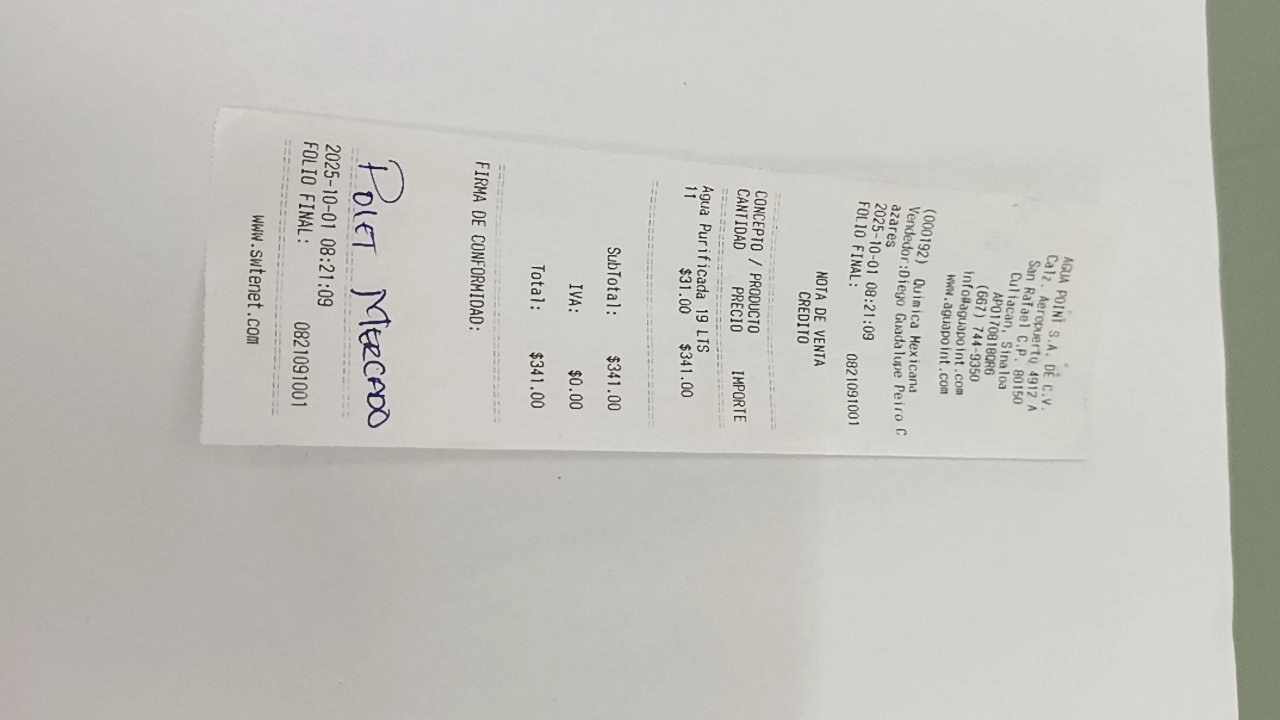 AGUA POINT S.A. DE C.V.
Calz. Aeropuerto 4912 A
San Rafael C.P. 80150
Culiacan, Sinaloa
APO170818QR6
(667) 744-9350
info@aguapoint.com
www.aguapoint.com
(000192) Quimica Mexicana
Vendedor:Diego Guadalupe Peiro C
azares
2025-10-01 08:21:09
FOLIO FINAL: 0821091001
NOTA DE VENTA
CREDITO
CONCEPTO / PRODUCTO
CANTIDAD PRECIO IMPORTE
Agua Purificada 19 LTS
11 $31.00 $341.00
SubTotal: $341.00
IVA: $0.00
Total: $341.00
FIRMA DE CONFORMIDAD:
POLET MERCADO
2025-10-01 08:21:09
FOLIO FINAL: 0821091001
www.swtenet.com